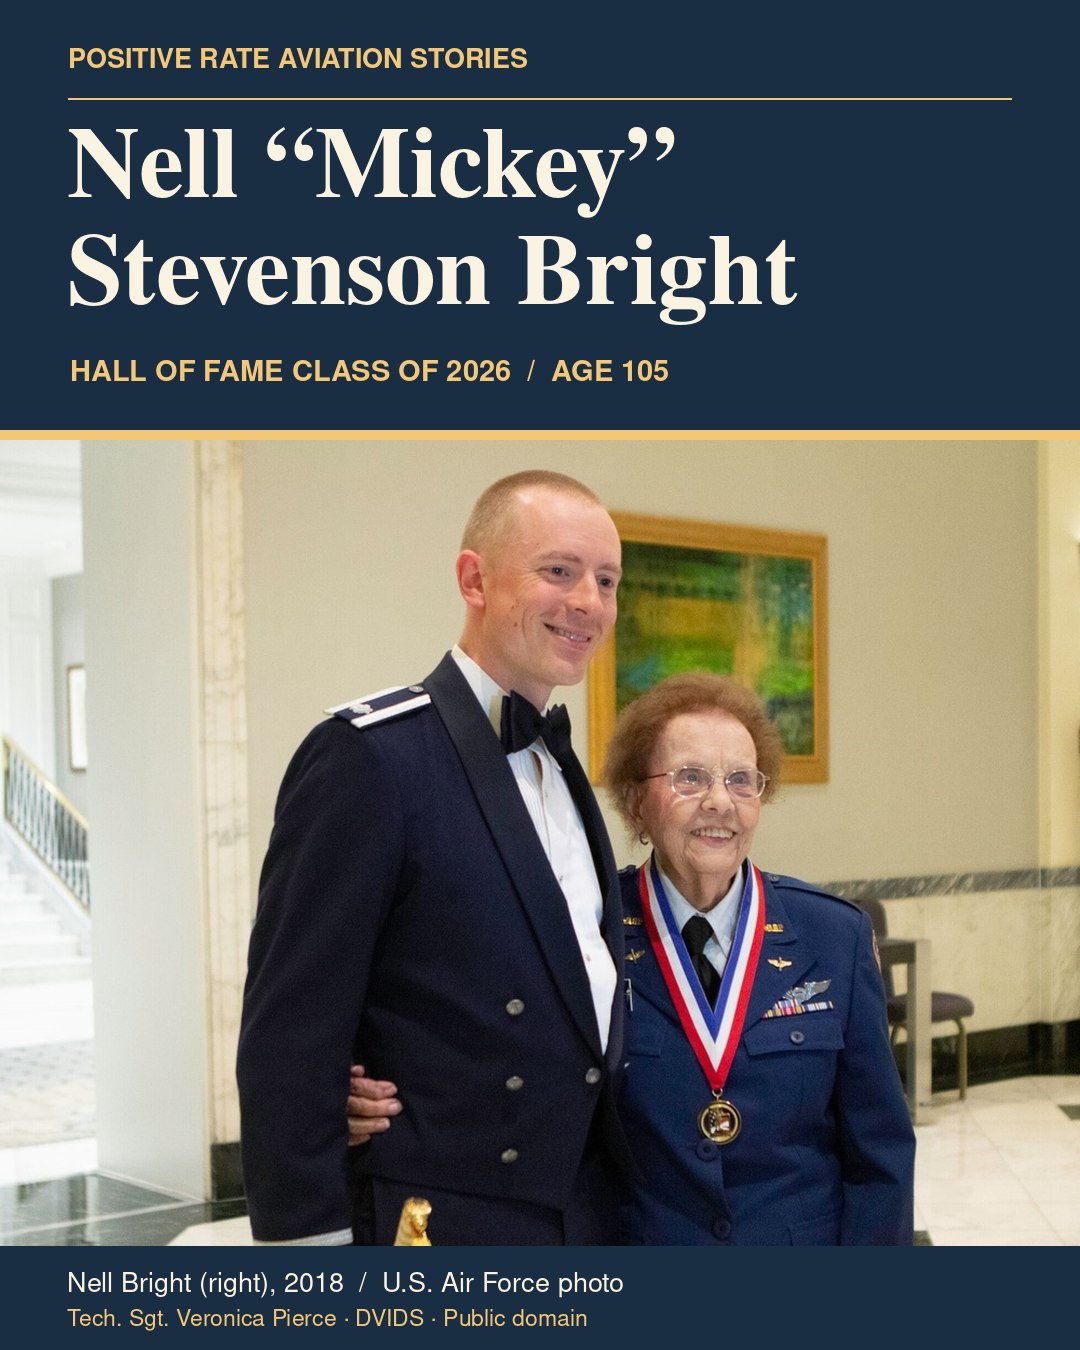 POSITIVE RATE AVIATION STORIES
Nell “Mickey”
Stevenson Bright
HALL OF FAME CLASS OF 2026 / AGE 105
Nell Bright (right), 2018 / U.S. Air Force photo
Tech. Sgt. Veronica Pierce · DVIDS · Public domain